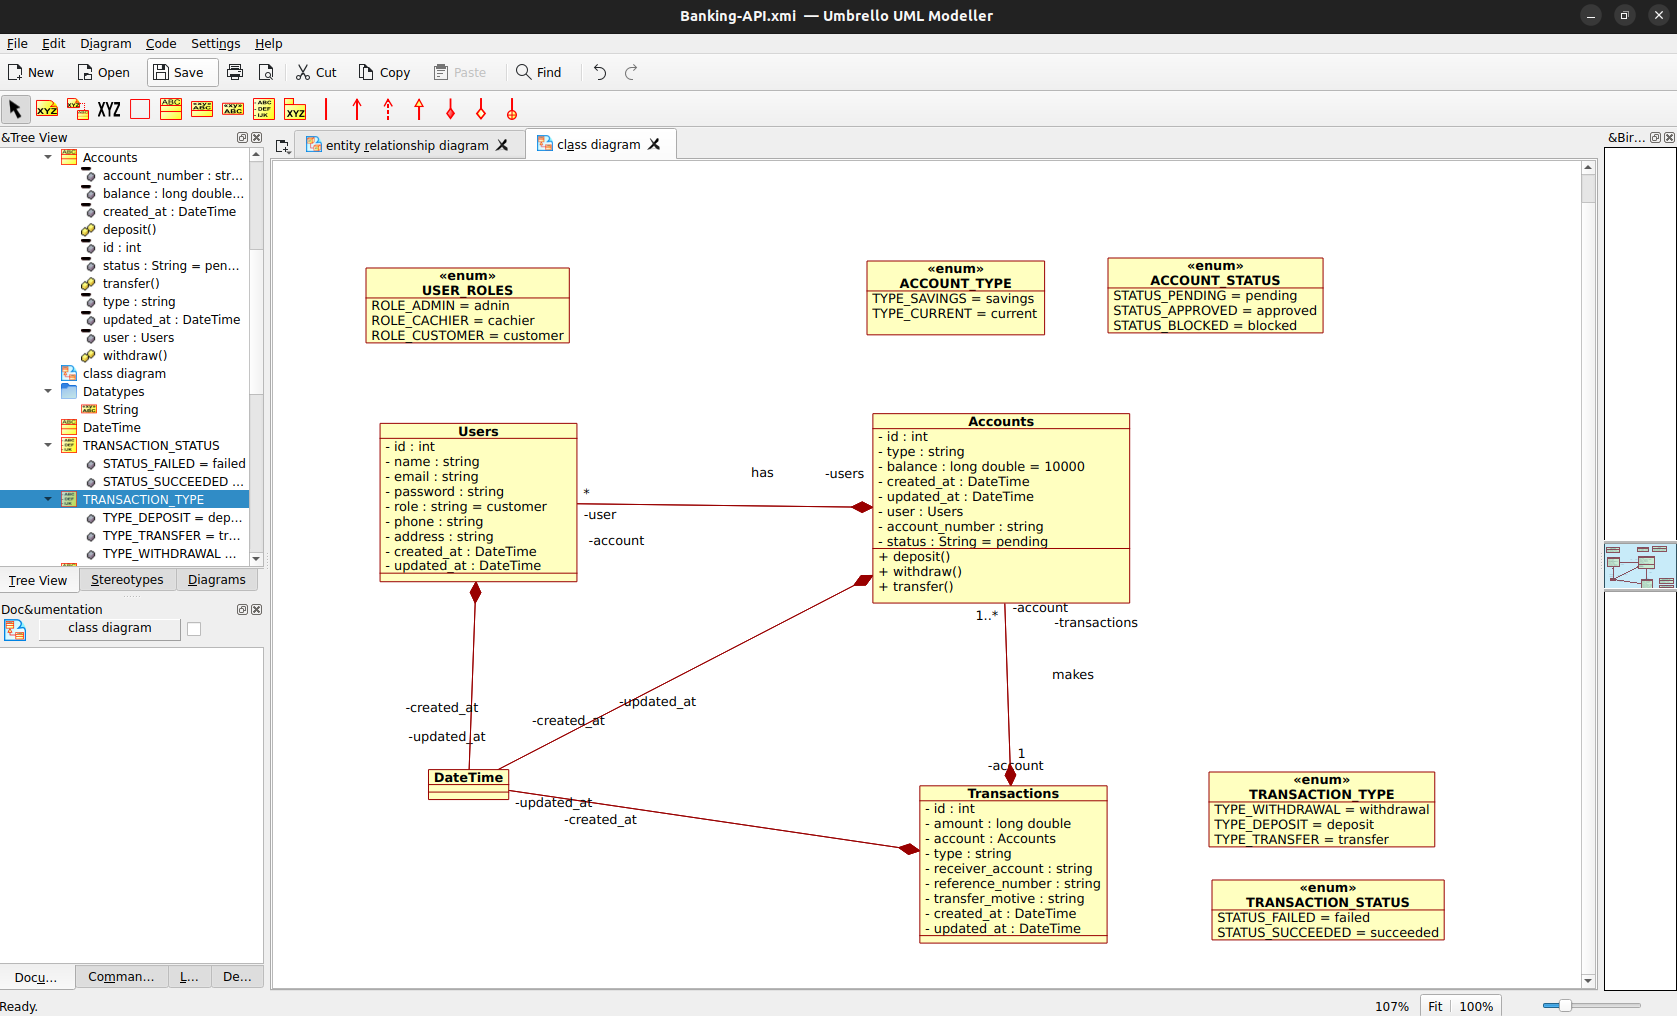 Banking-API.xmi — Umbrello UML Modeller
File Edit Diagram Code Settings Help
New Open Save Cut Copy Paste Find
XYZ XYZ XYZ ABC ABC ABC DEF IJK XYZ
&Tree View
Accounts
account_number : str...
balance : long double...
created_at : DateTime
deposit()
id : int
status : String = pen...
transfer()
type : string
updated_at : DateTime
user : Users
withdraw()
class diagram
Datatypes
String
DateTime
TRANSACTION_STATUS
STATUS_FAILED = failed
STATUS_SUCCEEDED ...
TRANSACTION_TYPE
TYPE_DEPOSIT = dep...
TYPE_TRANSFER = tr...
TYPE_WITHDRAWAL ...
Tree View Stereotypes Diagrams
Doc&umentation
class diagram
Docu... Comman... L... De...
Ready.
entity relationship diagram class diagram
&Bir...
«enum»
USER_ROLES
ROLE_ADMIN = adnin
ROLE_CACHIER = cachier
ROLE_CUSTOMER = customer
«enum»
ACCOUNT_TYPE
TYPE_SAVINGS = savings
TYPE_CURRENT = current
«enum»
ACCOUNT_STATUS
STATUS_PENDING = pending
STATUS_APPROVED = approved
STATUS_BLOCKED = blocked
Users
- id : int
- name : string
- email : string
- password : string
- role : string = customer
- phone : string
- address : string
- created_at : DateTime
- updated_at : DateTime
has
-users
*
-user
-account
Accounts
- id : int
- type : string
- balance : long double = 10000
- created_at : DateTime
- updated_at : DateTime
- user : Users
- account_number : string
- status : String = pending
+ deposit()
+ withdraw()
+ transfer()
1..*
-account
-transactions
makes
1
-account
-created_at
-updated_at
-created_at
-updated_at
DateTime
-updated_at
-created_at
Transactions
- id : int
- amount : long double
- account : Accounts
- type : string
- receiver_account : string
- reference_number : string
- transfer_motive : string
- created_at : DateTime
- updated_at : DateTime
«enum»
TRANSACTION_TYPE
TYPE_WITHDRAWAL = withdrawal
TYPE_DEPOSIT = deposit
TYPE_TRANSFER = transfer
«enum»
TRANSACTION_STATUS
STATUS_FAILED = failed
STATUS_SUCCEEDED = succeeded
107% Fit 100%